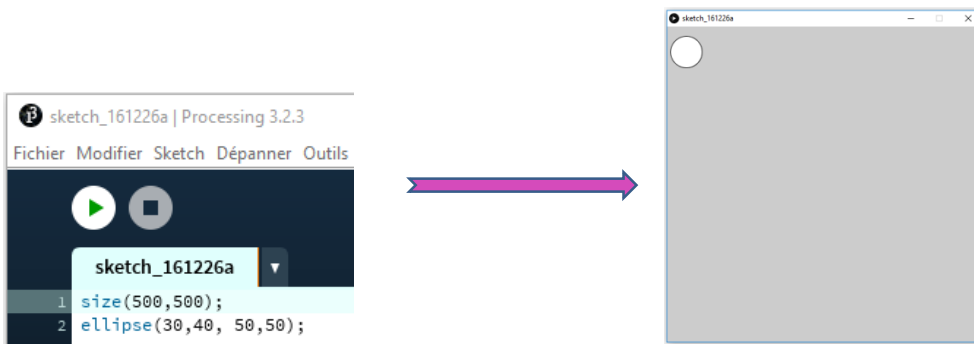 sketch_161226a | Processing 3.2.3
Fichier Modifier Sketch Dépanner Outils
sketch_161226a
1 size(500,500);
2 ellipse(30,40, 50,50);
sketch_161226a